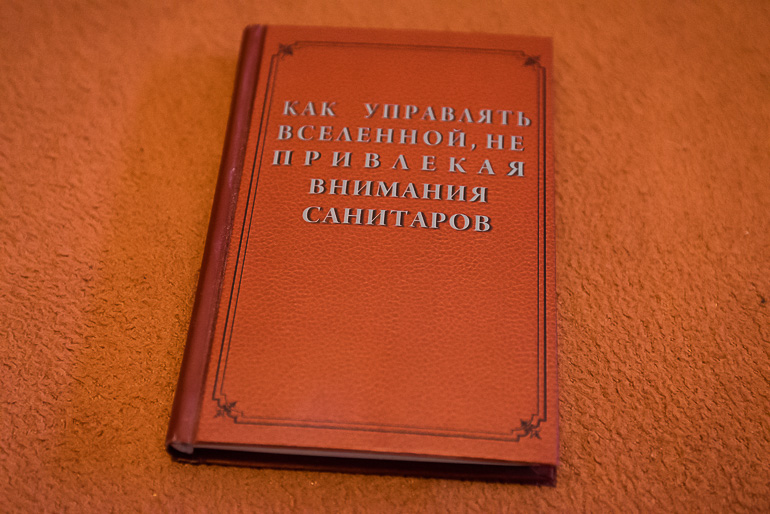 КАК УПРАВЛЯТЬ
ВСЕЛЕННОЙ, НЕ
ПРИВЛЕКАЯ
ВНИМАНИЯ
САНИТАРОВ